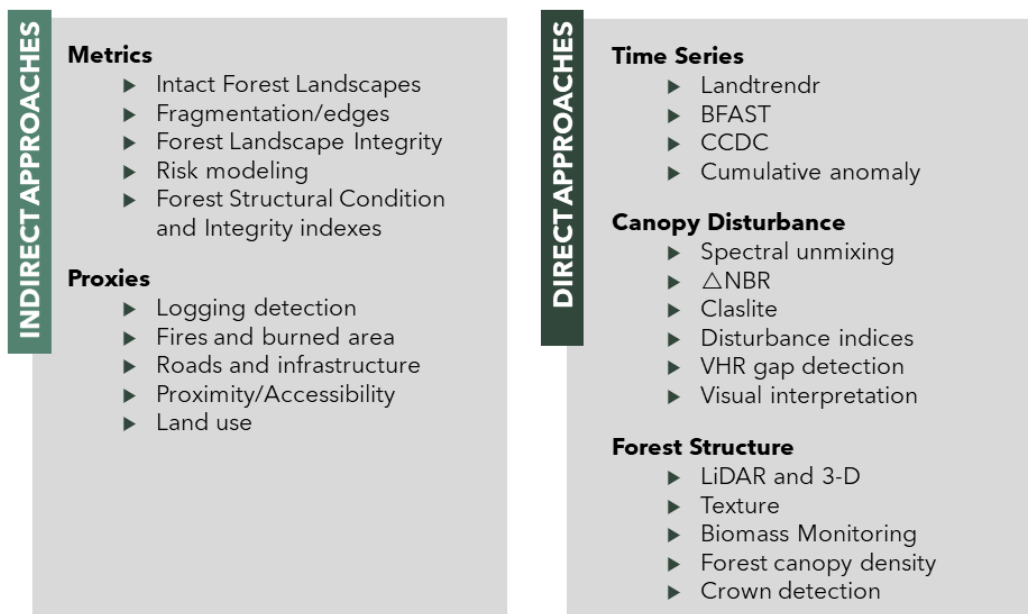 INDIRECT APPROACHES
Metrics
Intact Forest Landscapes
Fragmentation/edges
Forest Landscape Integrity
Risk modeling
Forest Structural Condition
and Integrity indexes
Proxies
Logging detection
Fires and burned area
Roads and infrastructure
Proximity/Accessibility
Land use
DIRECT APPROACHES
Time Series
Landtrendr
BFAST
CCDC
Cumulative anomaly
Canopy Disturbance
Spectral unmixing
△NBR
Claslite
Disturbance indices
VHR gap detection
Visual interpretation
Forest Structure
LiDAR and 3-D
Texture
Biomass Monitoring
Forest canopy density
Crown detection